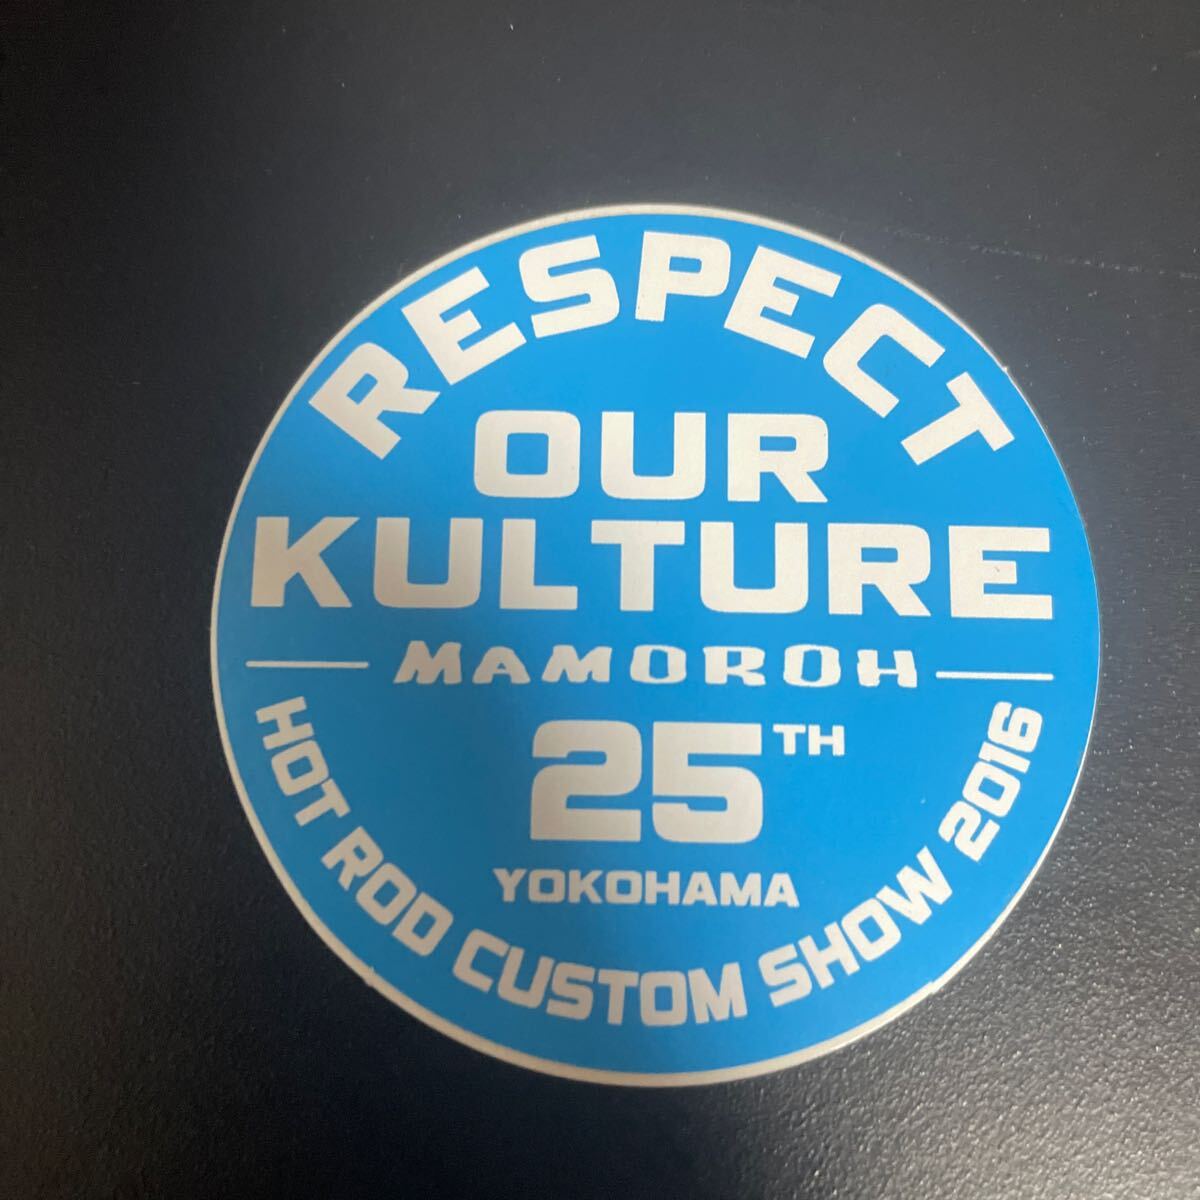 RESPECT
OUR
KULTURE
MAMOROH
25TH
YOKOHAMA
HOT ROD CUSTOM SHOW 2016